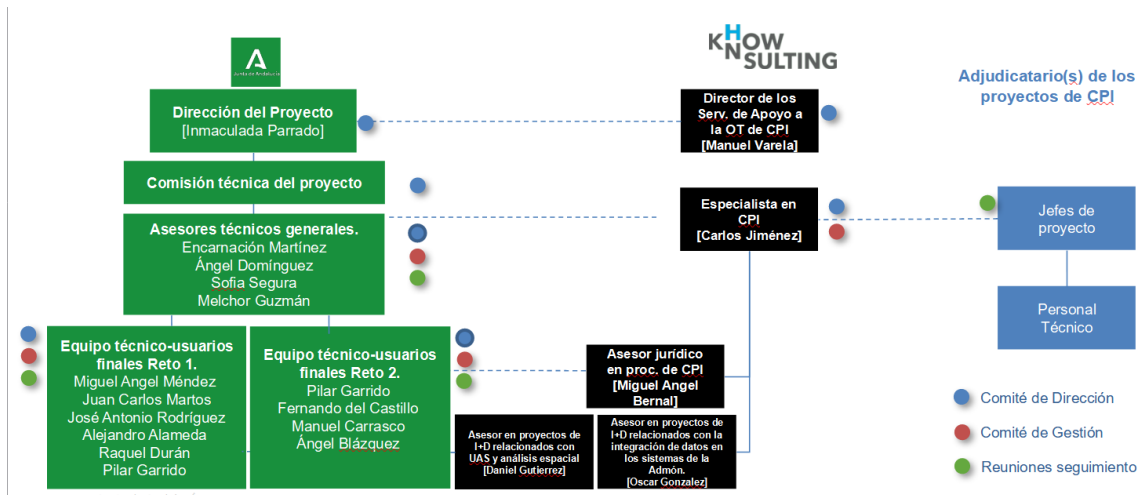 Junta de Andalucía
KHOW
NSULTING
Dirección del Proyecto
[Inmaculada Parrado]
Comisión técnica del proyecto
Asesores técnicos generales.
Encarnación Martínez
Ángel Domínguez
Sofia Segura
Melchor Guzmán
Equipo técnico-usuarios
finales Reto 1.
Miguel Angel Méndez
Juan Carlos Martos
José Antonio Rodríguez
Alejandro Alameda
Raquel Durán
Pilar Garrido
Equipo técnico-usuarios
finales Reto 2.
Pilar Garrido
Fernando del Castillo
Manuel Carrasco
Ángel Blázquez
Director de los
Serv. de Apoyo a
la OT de CPI
[Manuel Varela]
Especialista en
CPI
[Carlos Jiménez]
Asesor jurídico
en proc. de CPI
[Miguel Angel
Bernal]
Asesor en proyectos de
I+D relacionados con
UAS y análisis espacial
[Daniel Gutierrez]
Asesor en proyectos de
I+D relacionados con la
integración de datos en
los sistemas de la
Admón.
[Oscar Gonzalez]
Adjudicatario(s) de los
proyectos de CPI
Jefes de
proyecto
Personal
Técnico
Comité de Dirección
Comité de Gestión
Reuniones seguimiento